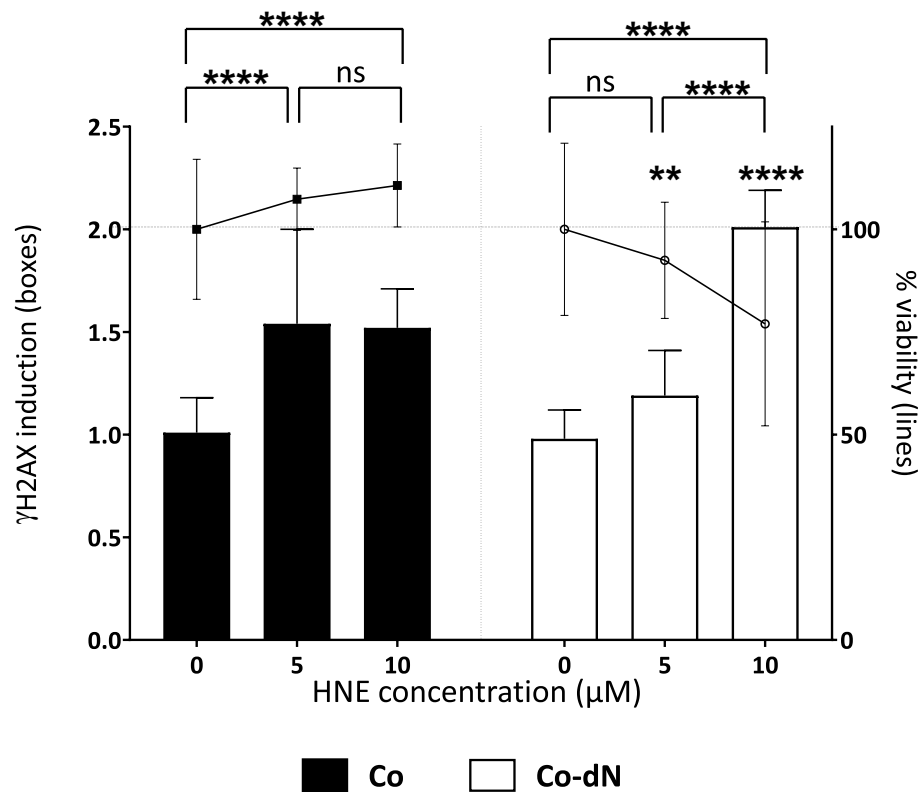 ****
****
ns
****
ns
****
2.5
2.0
1.5
1.0
0.5
0.0
γH2AX induction (boxes)
**
****
100
50
0
% viability (lines)
0 5 10 0 5 10
HNE concentration (µM)
Co Co-dN